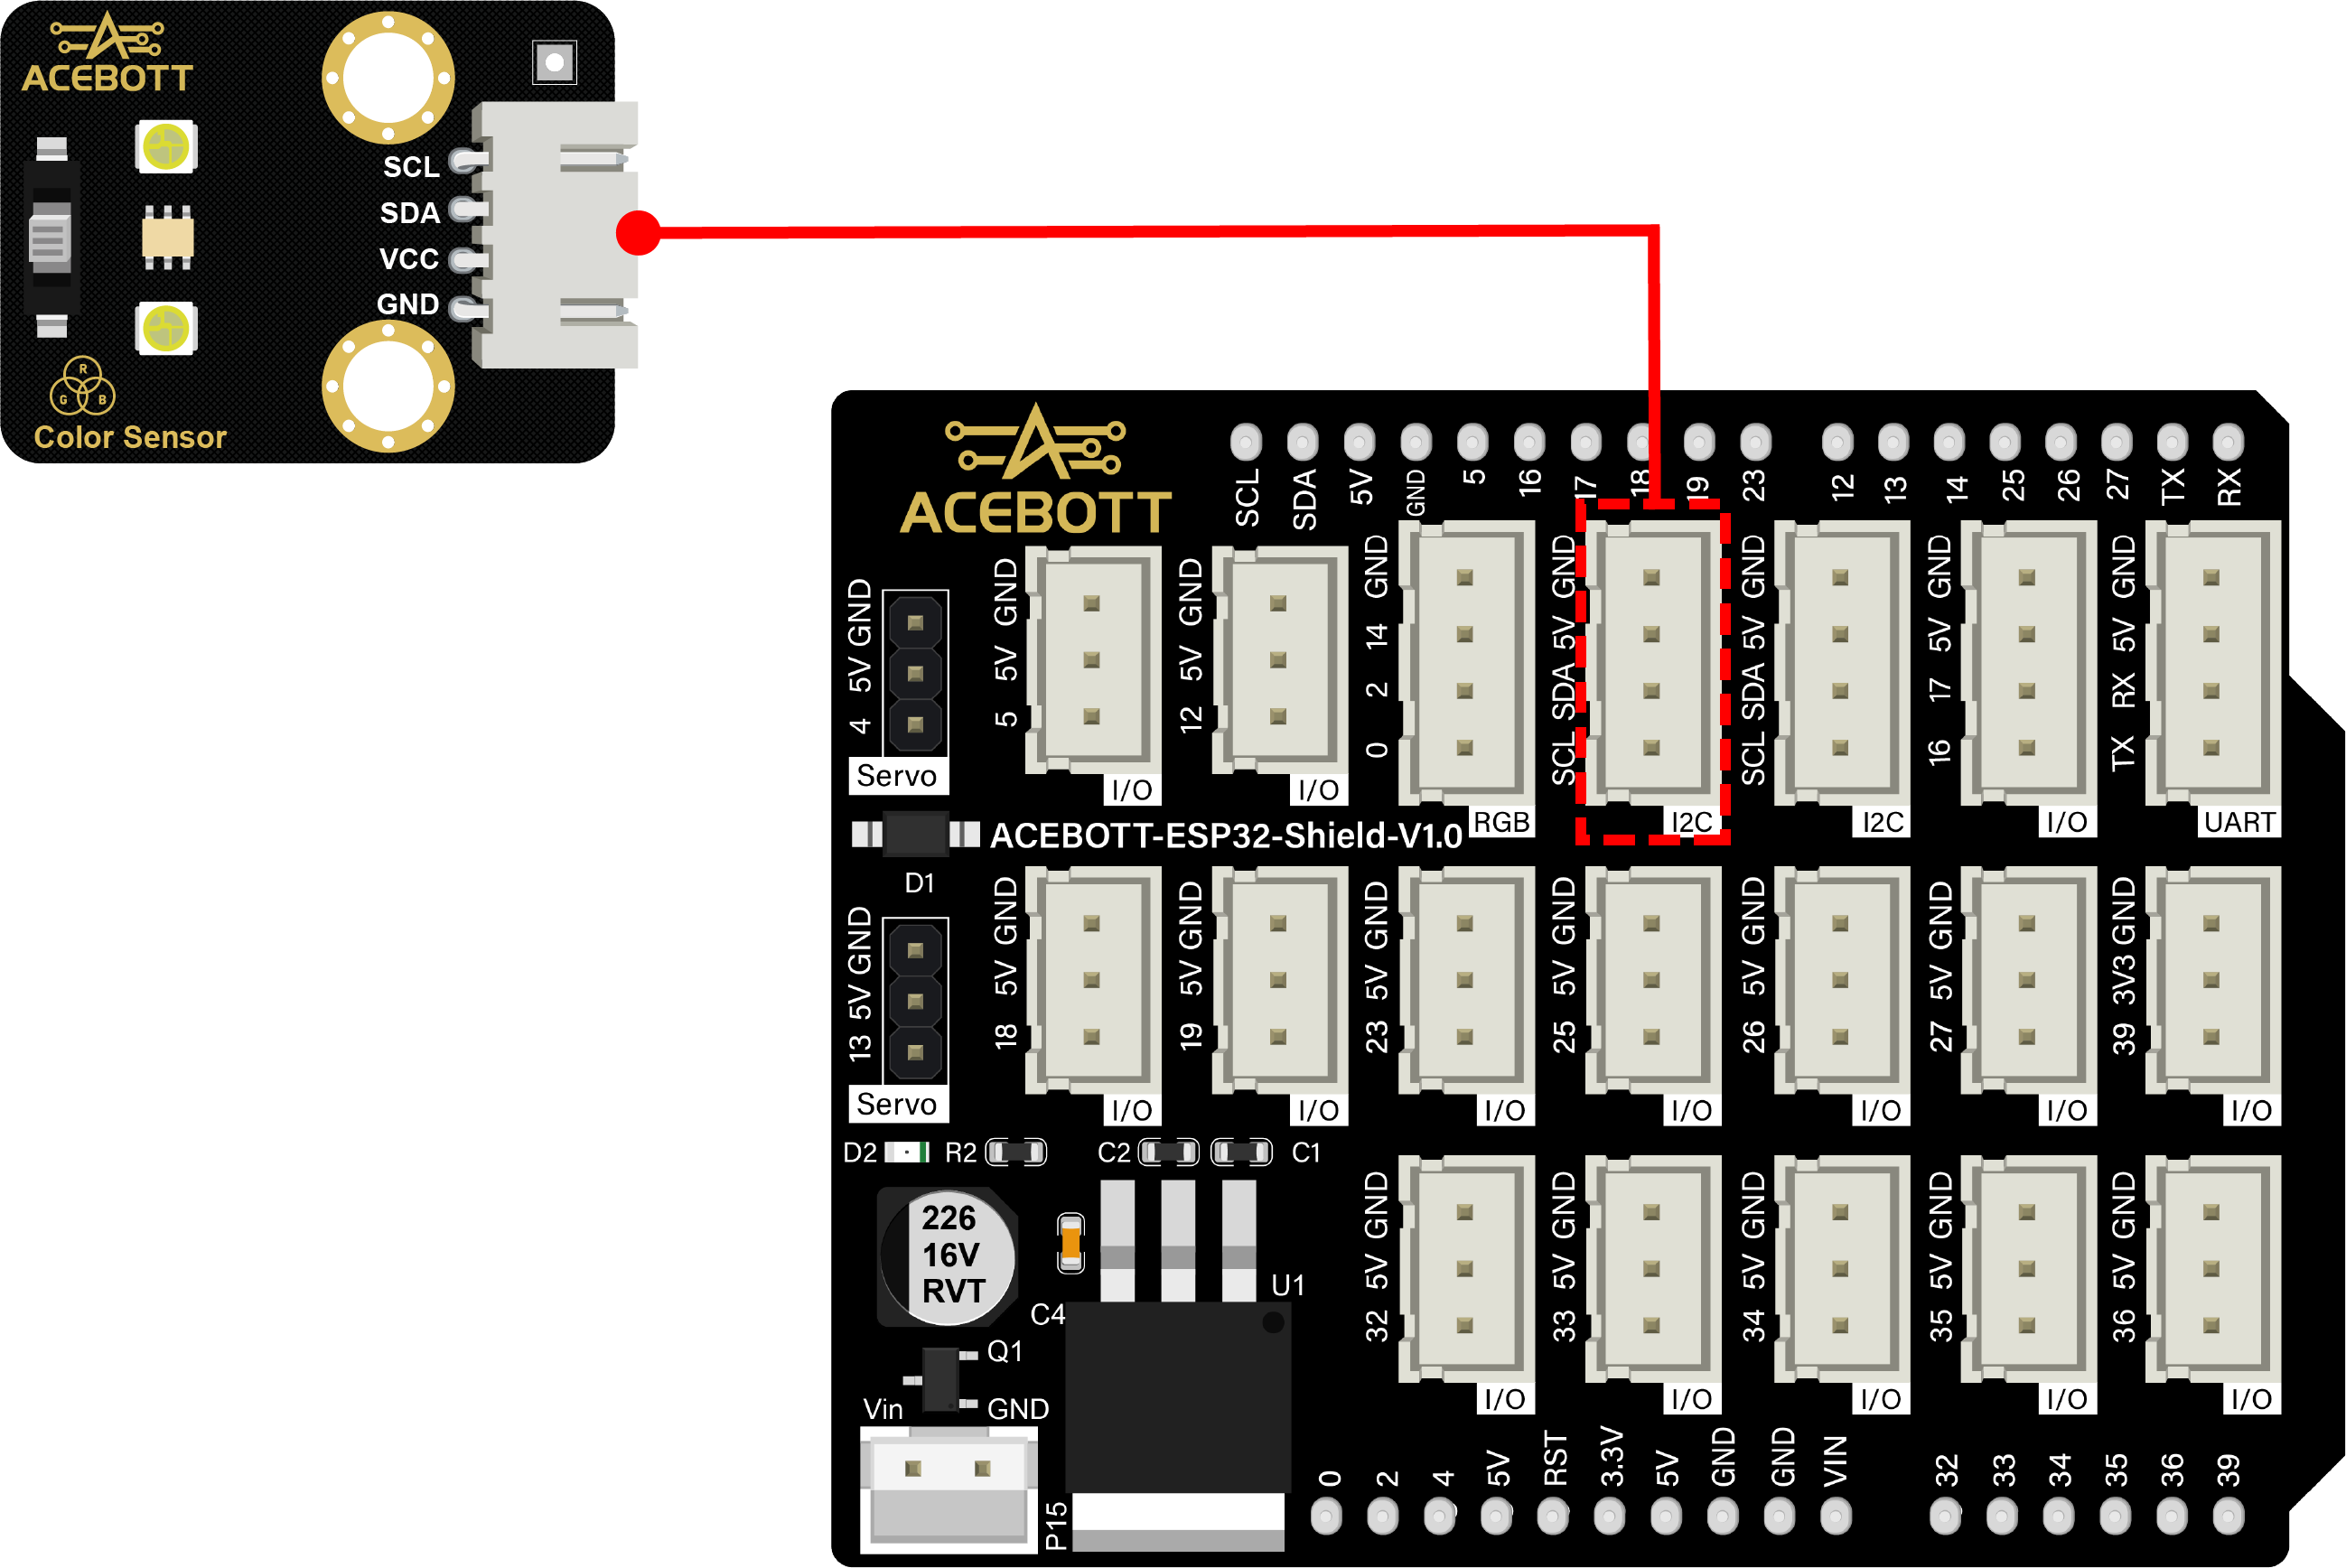 ACEBOTT
SCL
SDA
VCC
GND
R
G B
Color Sensor
ACEBOTT
SCL SDA 5V GND 5 16 17 18 19 23 12 13 14 25 26 27 TX RX
4 5V GND
Servo
5 5V GND
I/O
12 5V GND
I/O
0 2 14 GND
RGB
SCL SDA 5V GND
I2C
SCL SDA 5V GND
I2C
16 17 5V GND
I/O
TX RX 5V GND
UART
ACEBOTT-ESP32-Shield-V1.0
D1
13 5V GND
Servo
18 5V GND
I/O
19 5V GND
I/O
23 5V GND
I/O
25 5V GND
I/O
26 5V GND
I/O
27 5V GND
I/O
39 3V3 GND
I/O
D2 R2 C2 C1
226
16V
RVT
C4
U1
32 5V GND
I/O
33 5V GND
I/O
34 5V GND
I/O
35 5V GND
I/O
36 5V GND
I/O
Q1
Vin GND
P15
0 2 4 5V RST 3.3V 5V GND GND VIN 32 33 34 35 36 39